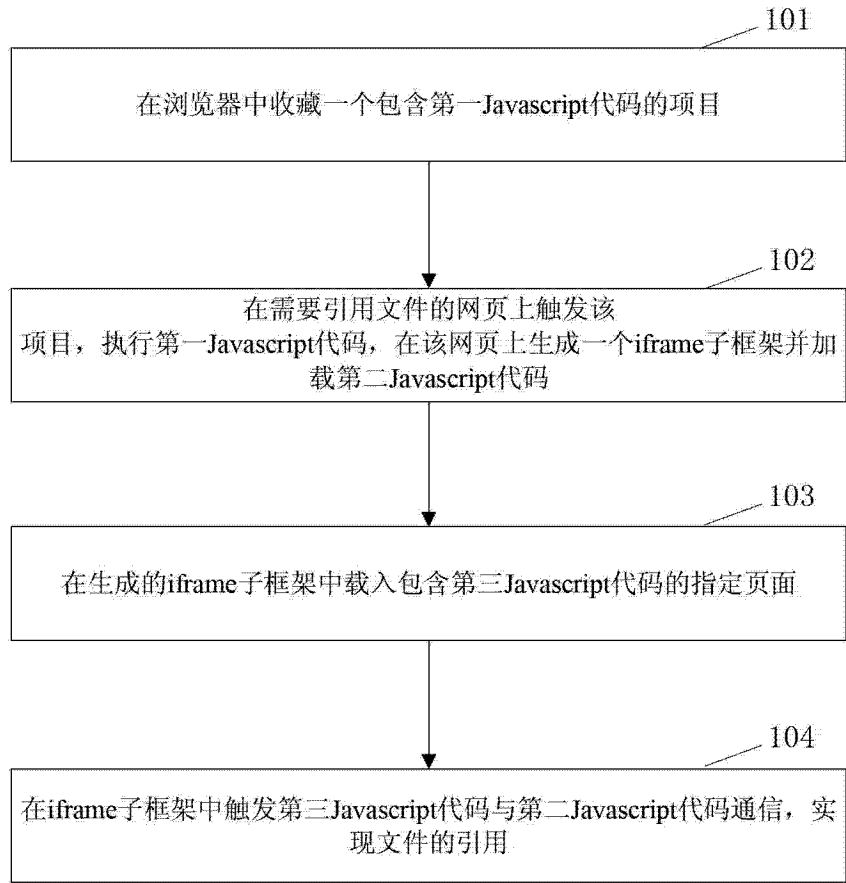 101
在浏览器中收藏一个包含第一Javascript代码的项目
102
在需要引用文件的网页上触发该
项目，执行第一Javascript代码，在该网页上生成一个iframe子框架并加
载第二Javascript代码
103
在生成的iframe子框架中载入包含第三Javascript代码的指定页面
104
在iframe子框架中触发第三Javascript代码与第二Javascript代码通信，实
现文件的引用